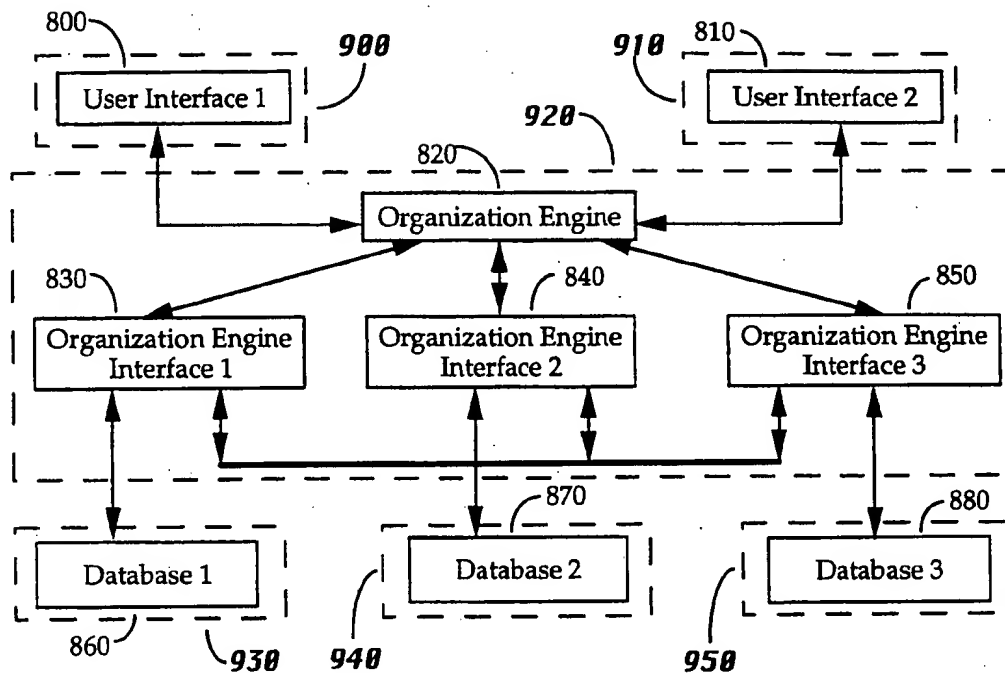 800
900
910
810
User Interface 1
User Interface 2
920
820
Organization Engine
830
840
850
Organization Engine
Interface 1
Organization Engine
Interface 2
Organization Engine
Interface 3
870
880
Database 1
Database 2
Database 3
860
930
940
950